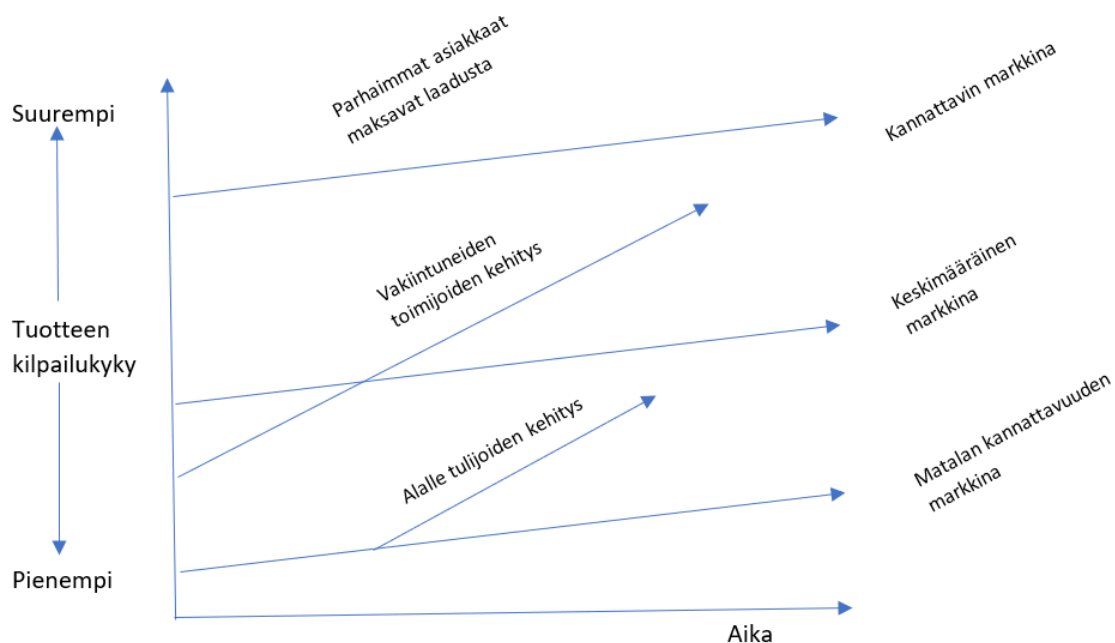 Suurempi
Tuotteen
kilpailukyky
Pienempi
Parhaimmat asiakkaat
maksavat laadusta
Kannattavin markkina
Vakiintuneiden
toimijoiden kehitys
Keskimääräinen
markkina
Alalle tulijoiden kehitys
Matalan kannattavuuden
markkina
Aika